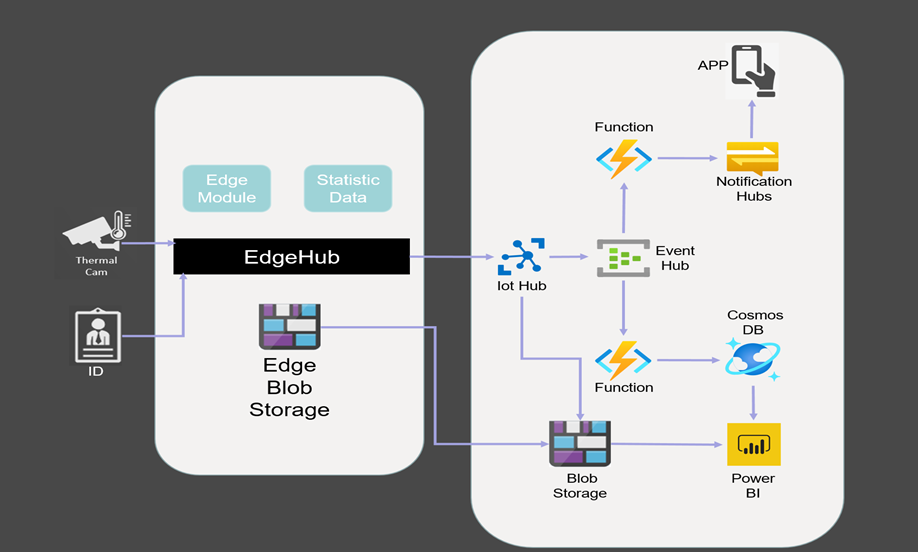 APP
Function
Notification
Hubs
Edge
Module
Statistic
Data
Thermal
Cam
EdgeHub
Iot Hub
Event
Hub
ID
Edge
Blob
Storage
Cosmos
DB
Function
Blob
Storage
Power
BI